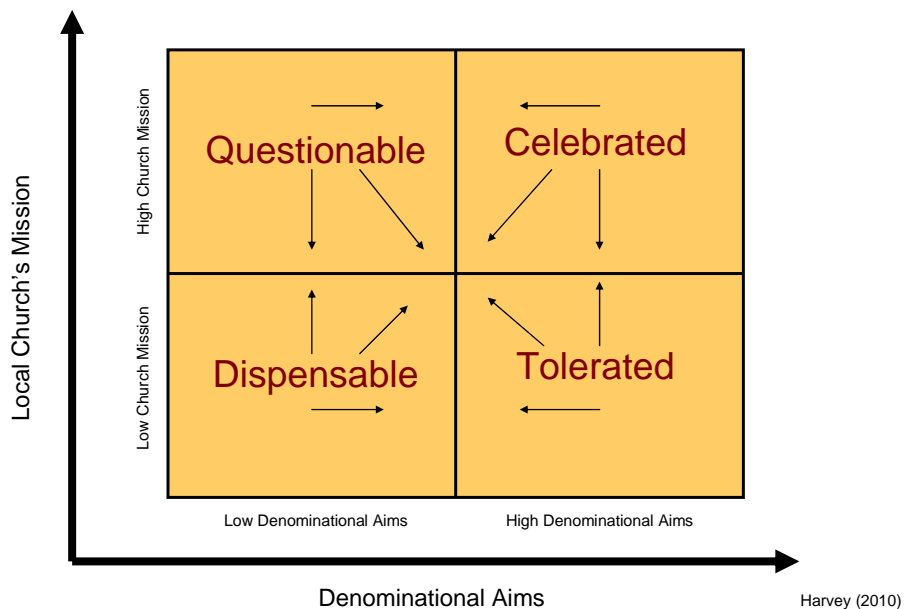 Local Church's Mission
High Church Mission
Low Church Mission
Questionable
Celebrated
Dispensable
Tolerated
Low Denominational Aims
High Denominational Aims
Denominational Aims
Harvey (2010)